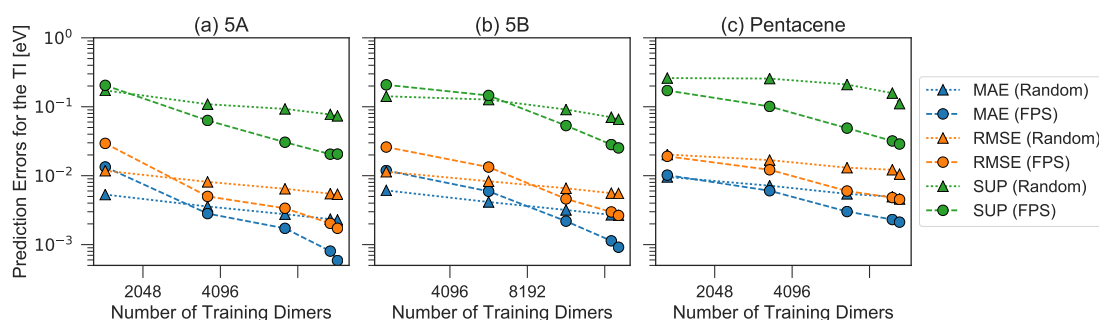 (a) 5A
(b) 5B
(c) Pentacene
Prediction Errors for the TI [eV]
10⁰
10⁻¹
10⁻²
10⁻³
2048 4096
4096 8192
2048 4096
Number of Training Dimers
Number of Training Dimers
Number of Training Dimers
MAE (Random)
MAE (FPS)
RMSE (Random)
RMSE (FPS)
SUP (Random)
SUP (FPS)